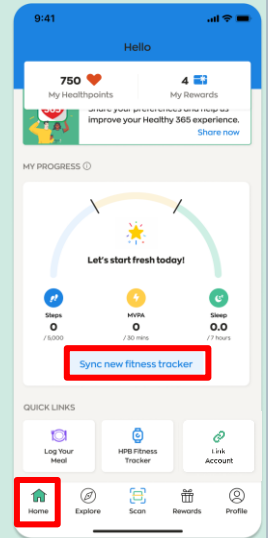 9:41
Hello
750
My Healthpoints
4
My Rewards
365
Share your preferences and help us
improve your Healthy 365 experience.
Share now
MY PROGRESS
Let's start fresh today!
Steps
0
/ 5,000
MVPA
0
/ 30 mins
Sleep
0.0
/ 7 hours
Sync new fitness tracker
QUICK LINKS
Log Your
Meal
HPB Fitness
Tracker
Link
Account
Home
Explore
Scan
Rewards
Profile